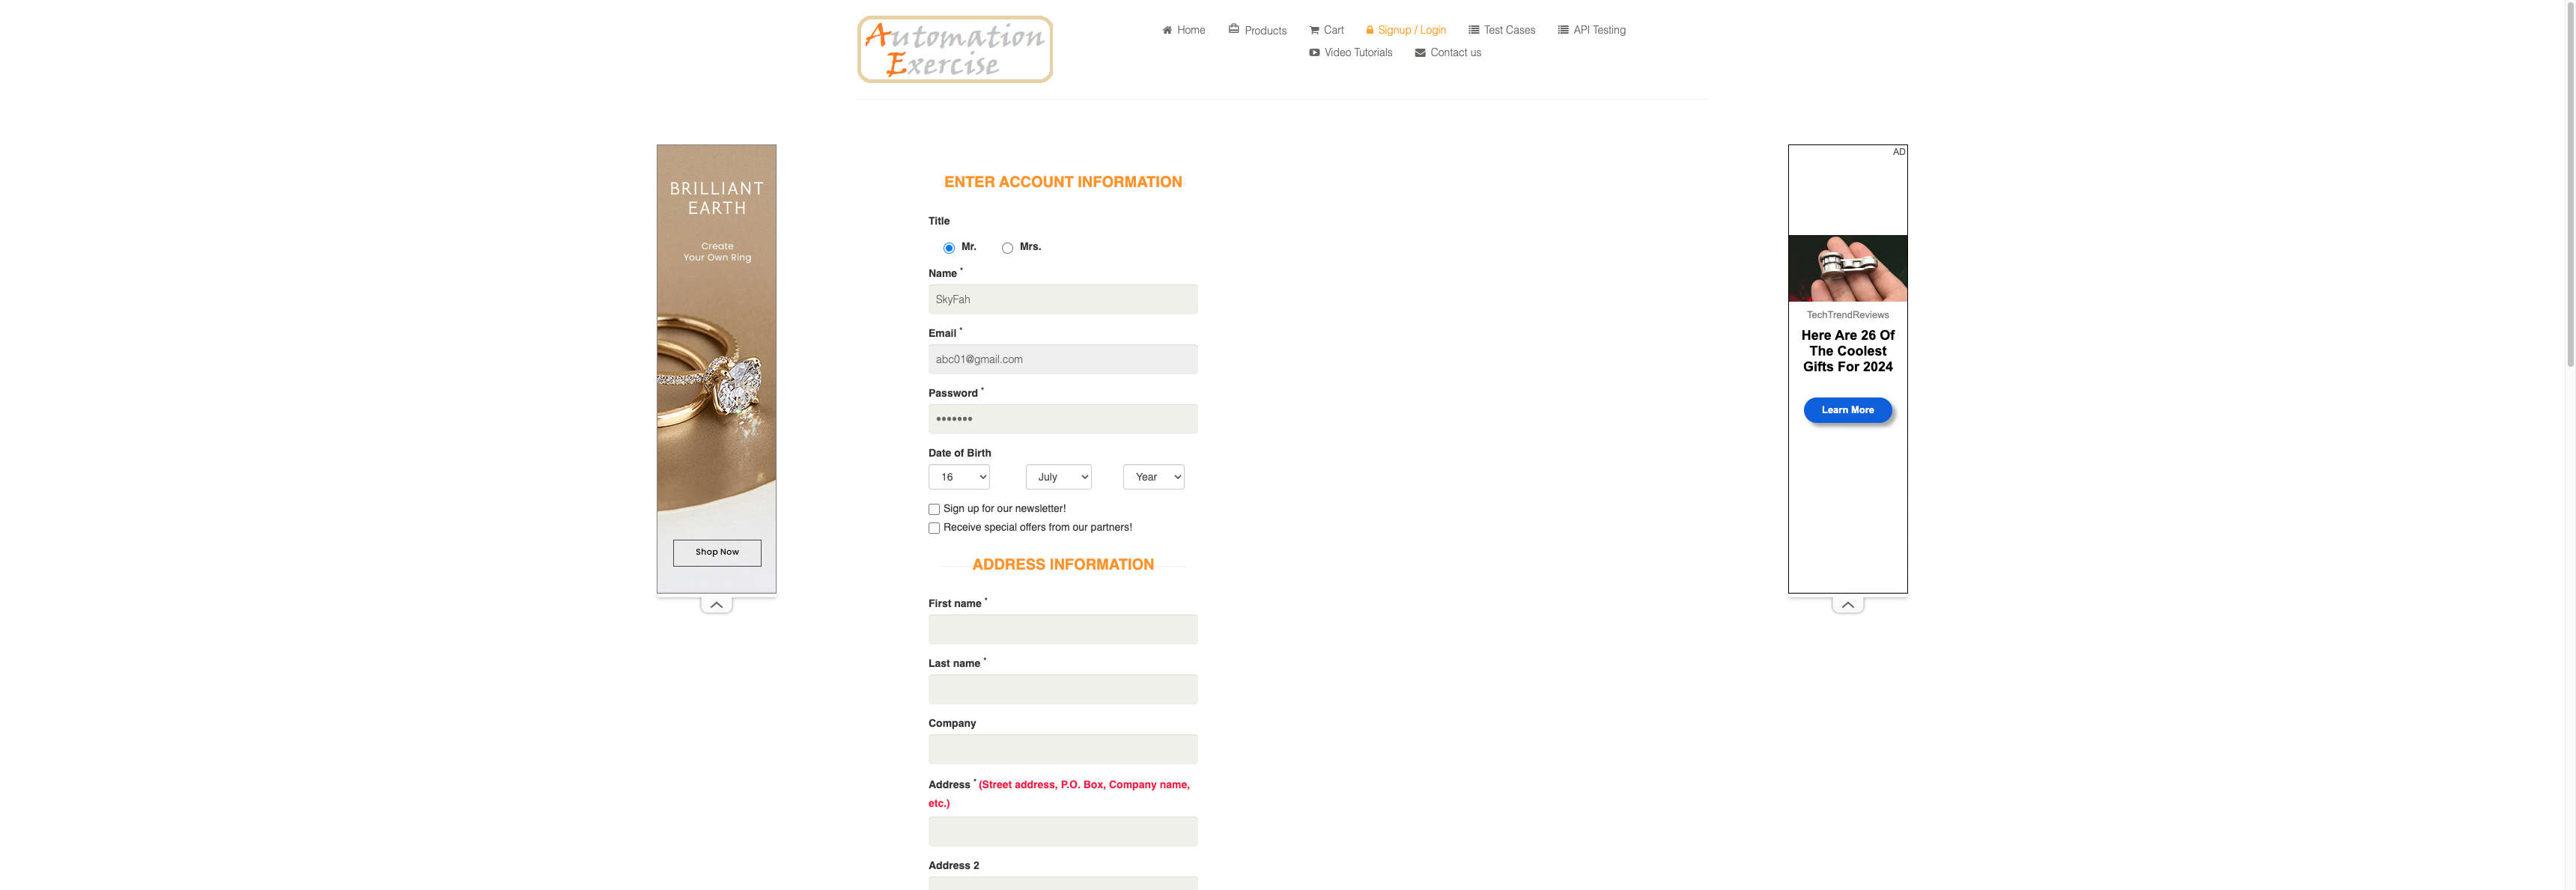 Automation
Exercise
Home
Products
Cart
Signup / Login
Test Cases
API Testing
Video Tutorials
Contact us
BRILLIANT
EARTH
Create
Your Own Ring
Shop Now
ENTER ACCOUNT INFORMATION
Title
Mr.
Mrs.
Name *
SkyFah
Email *
abc01@gmail.com
Password *
•••••••
Date of Birth
16
July
Year
Sign up for our newsletter!
Receive special offers from our partners!
ADDRESS INFORMATION
First name *
Last name *
Company
Address * (Street address, P.O. Box, Company name,
etc.)
Address 2
AD
TechTrendReviews
Here Are 26 Of
The Coolest
Gifts For 2024
Learn More